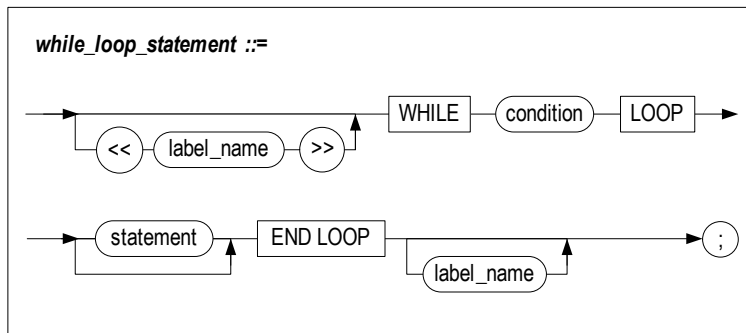 while_loop_statement ::=
WHILE condition LOOP
<< label_name >>
statement END LOOP ;
label_name